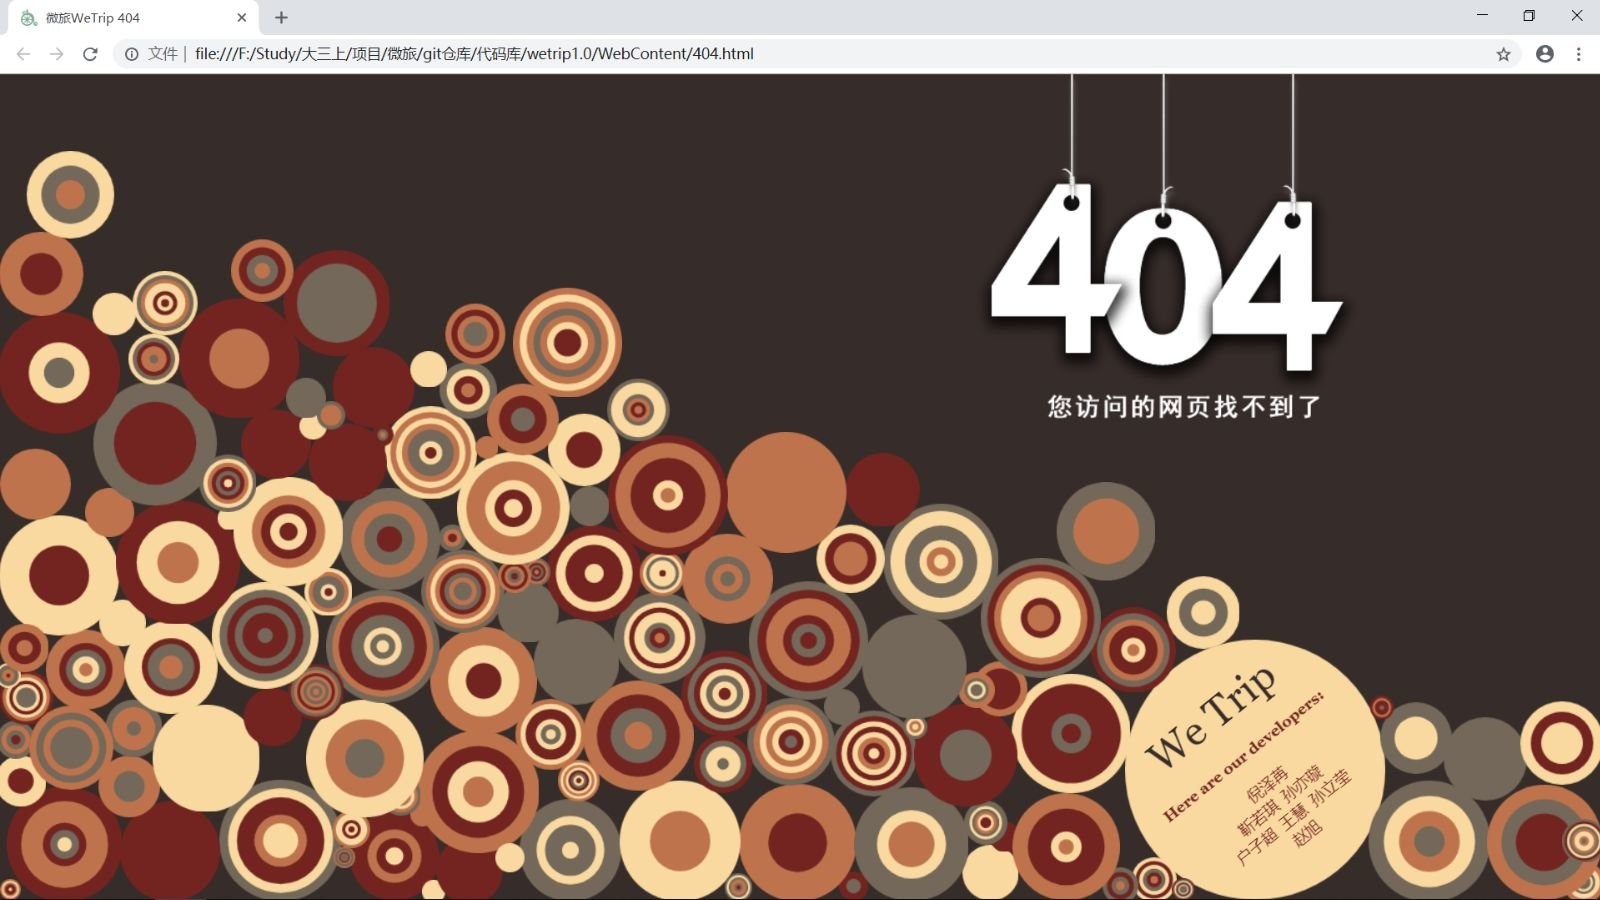 微旅WeTrip 404
文件 | file:///F:/Study/大三上/项目/微旅/git仓库/代码库/wetrip1.0/WebContent/404.html
404
您访问的网页找不到了
We Trip
Here are our developers:
倪泽苒 孙亦璇
靳若琪 王慧 孙立莹
户子超 赵旭